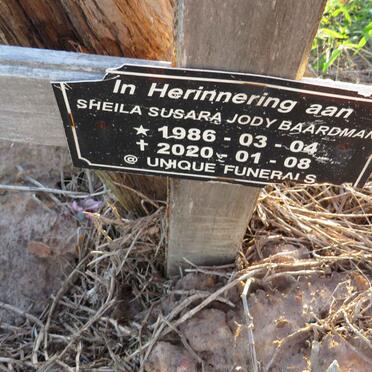 In Herinnering aan
SHEILA SUSARA JODY BAARDMAN
★ 1986 - 03 - 04
✝ 2020 - 01 - 08
@ UNIQUE FUNERALS